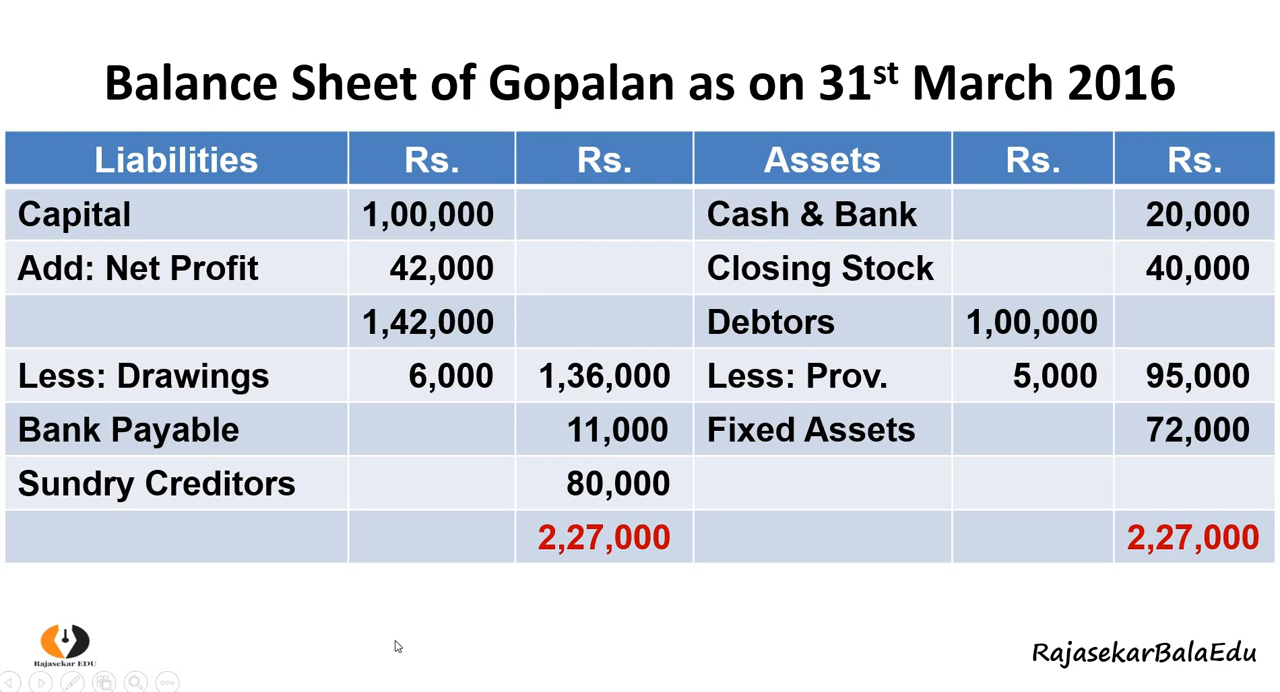 Balance Sheet of Gopalan as on 31st March 2016
Liabilities Rs. Rs. Assets Rs. Rs.
Capital 1,00,000 Cash & Bank 20,000
Add: Net Profit 42,000 Closing Stock 40,000
1,42,000 Debtors 1,00,000
Less: Drawings 6,000 1,36,000 Less: Prov. 5,000 95,000
Bank Payable 11,000 Fixed Assets 72,000
Sundry Creditors 80,000
2,27,000 2,27,000
Rajasekar EDU
RajasekarBalaEdu